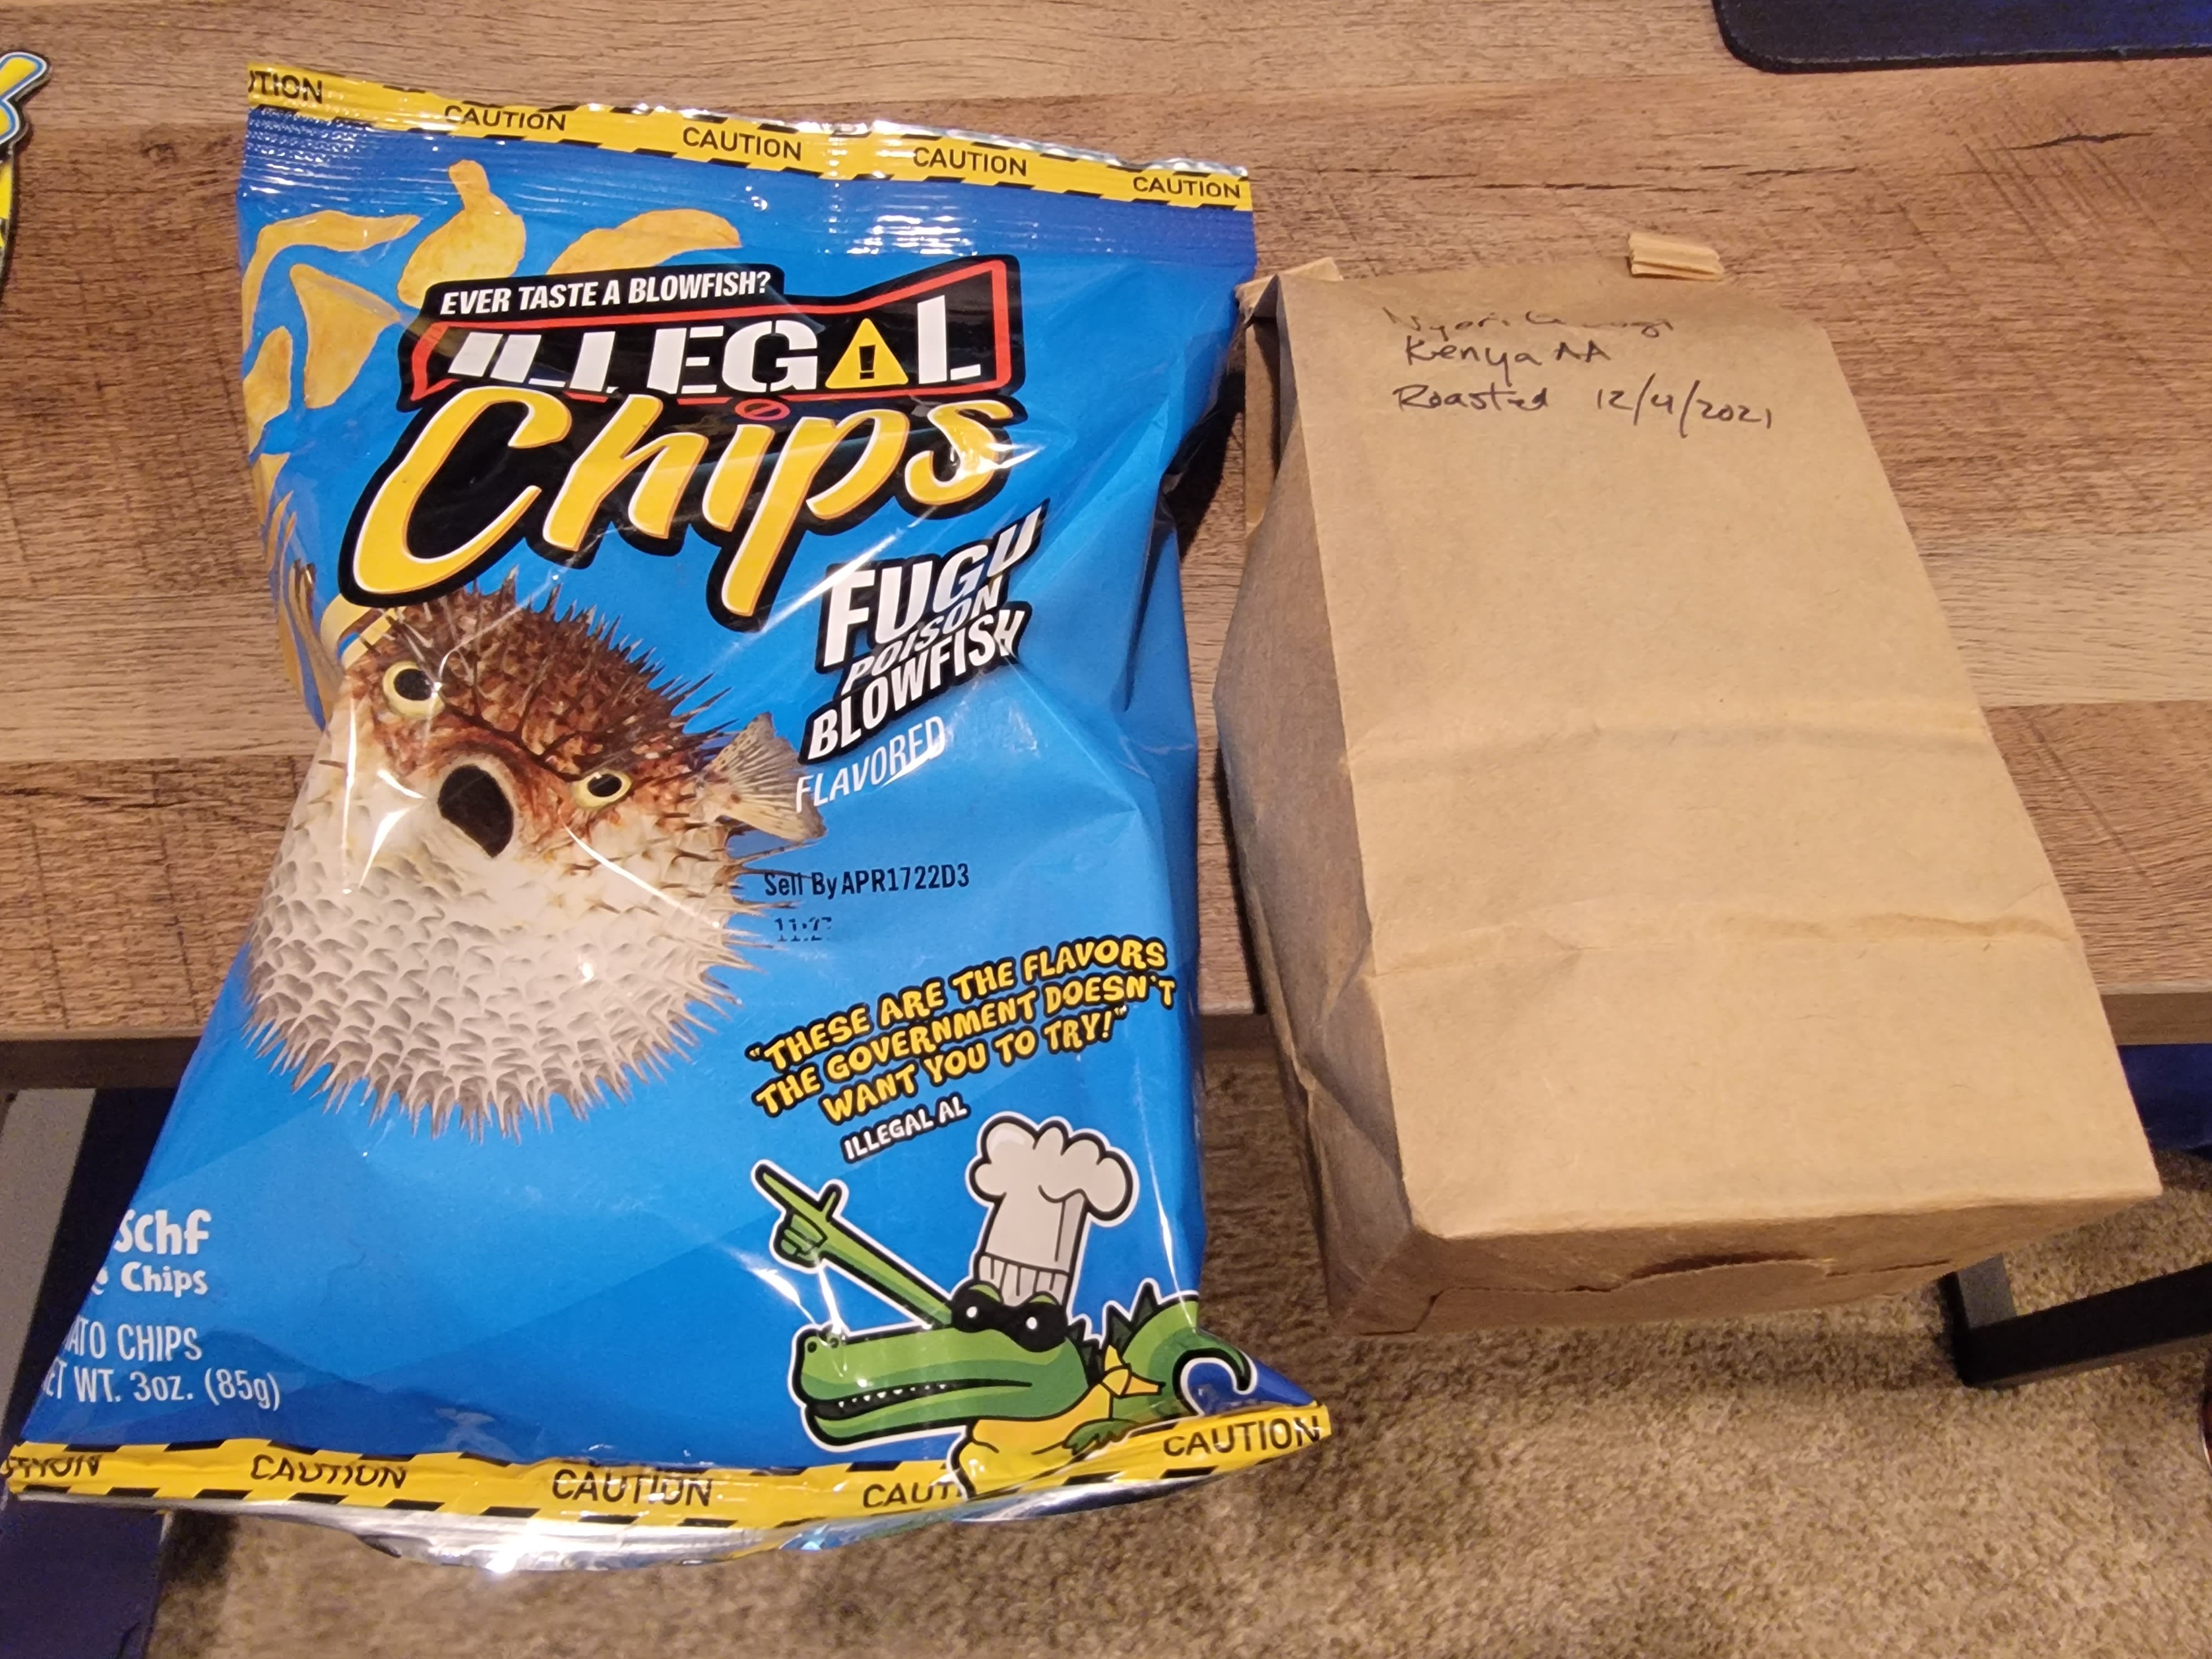 CAUTION
CAUTION
CAUTION
CAUTION
EVER TASTE A BLOWFISH?
ILLEGAL
Chips
FUGU
POISON
BLOWFISH
FLAVORED
Sell By APR1722D3
"THESE ARE THE FLAVORS
THE GOVERNMENT DOESN'T
WANT YOU TO TRY!"
ILLEGAL AL
Schf
Chips
CHIPS
WT. 3oz. (85g)
CAUTION
CAUTION
CAUT
CAUTION
Kenya AA
Roasted 12/4/2021